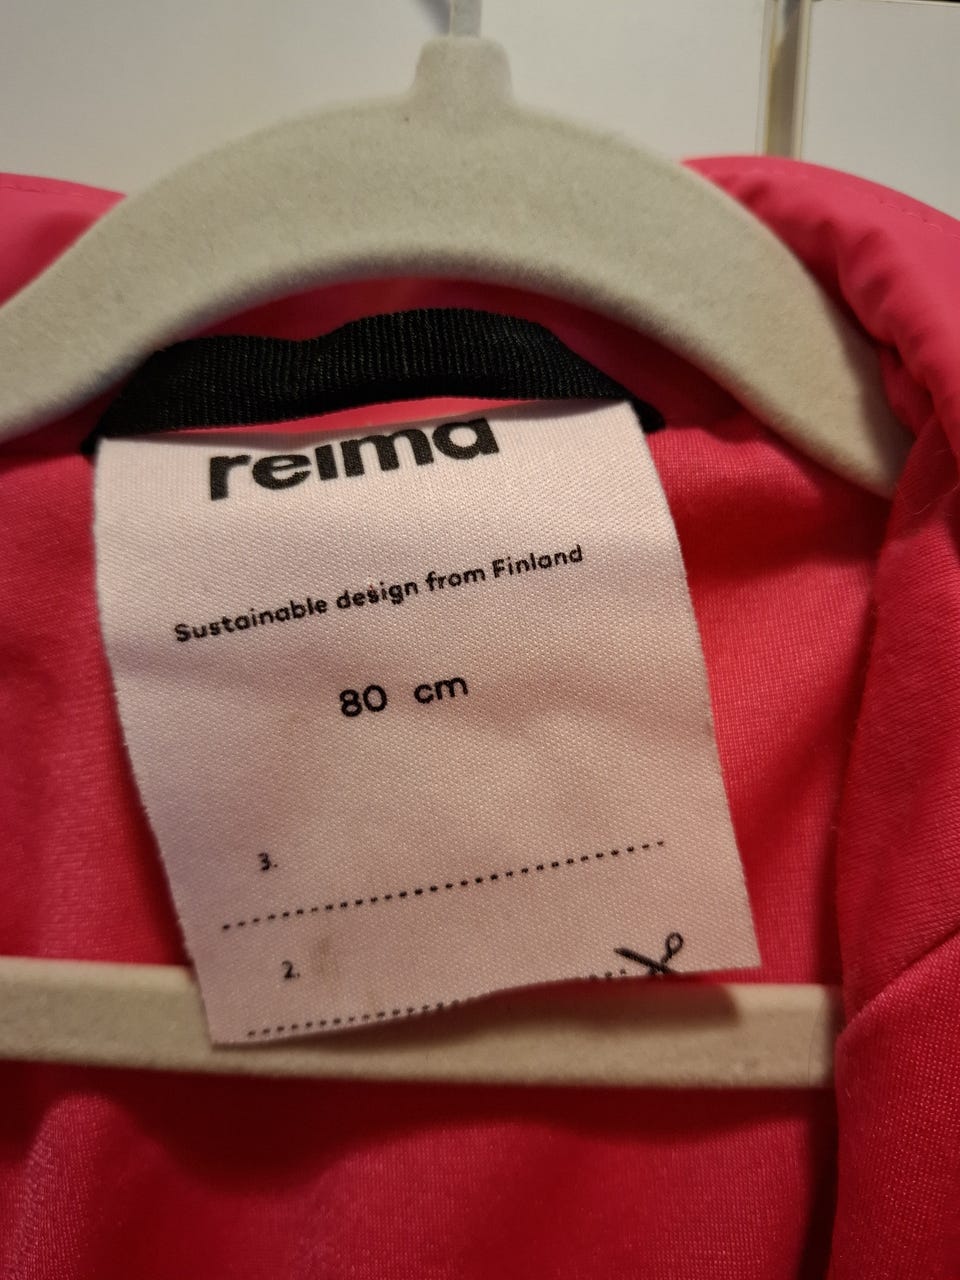 reima
Sustainable design from Finland
80 cm
3.
2.